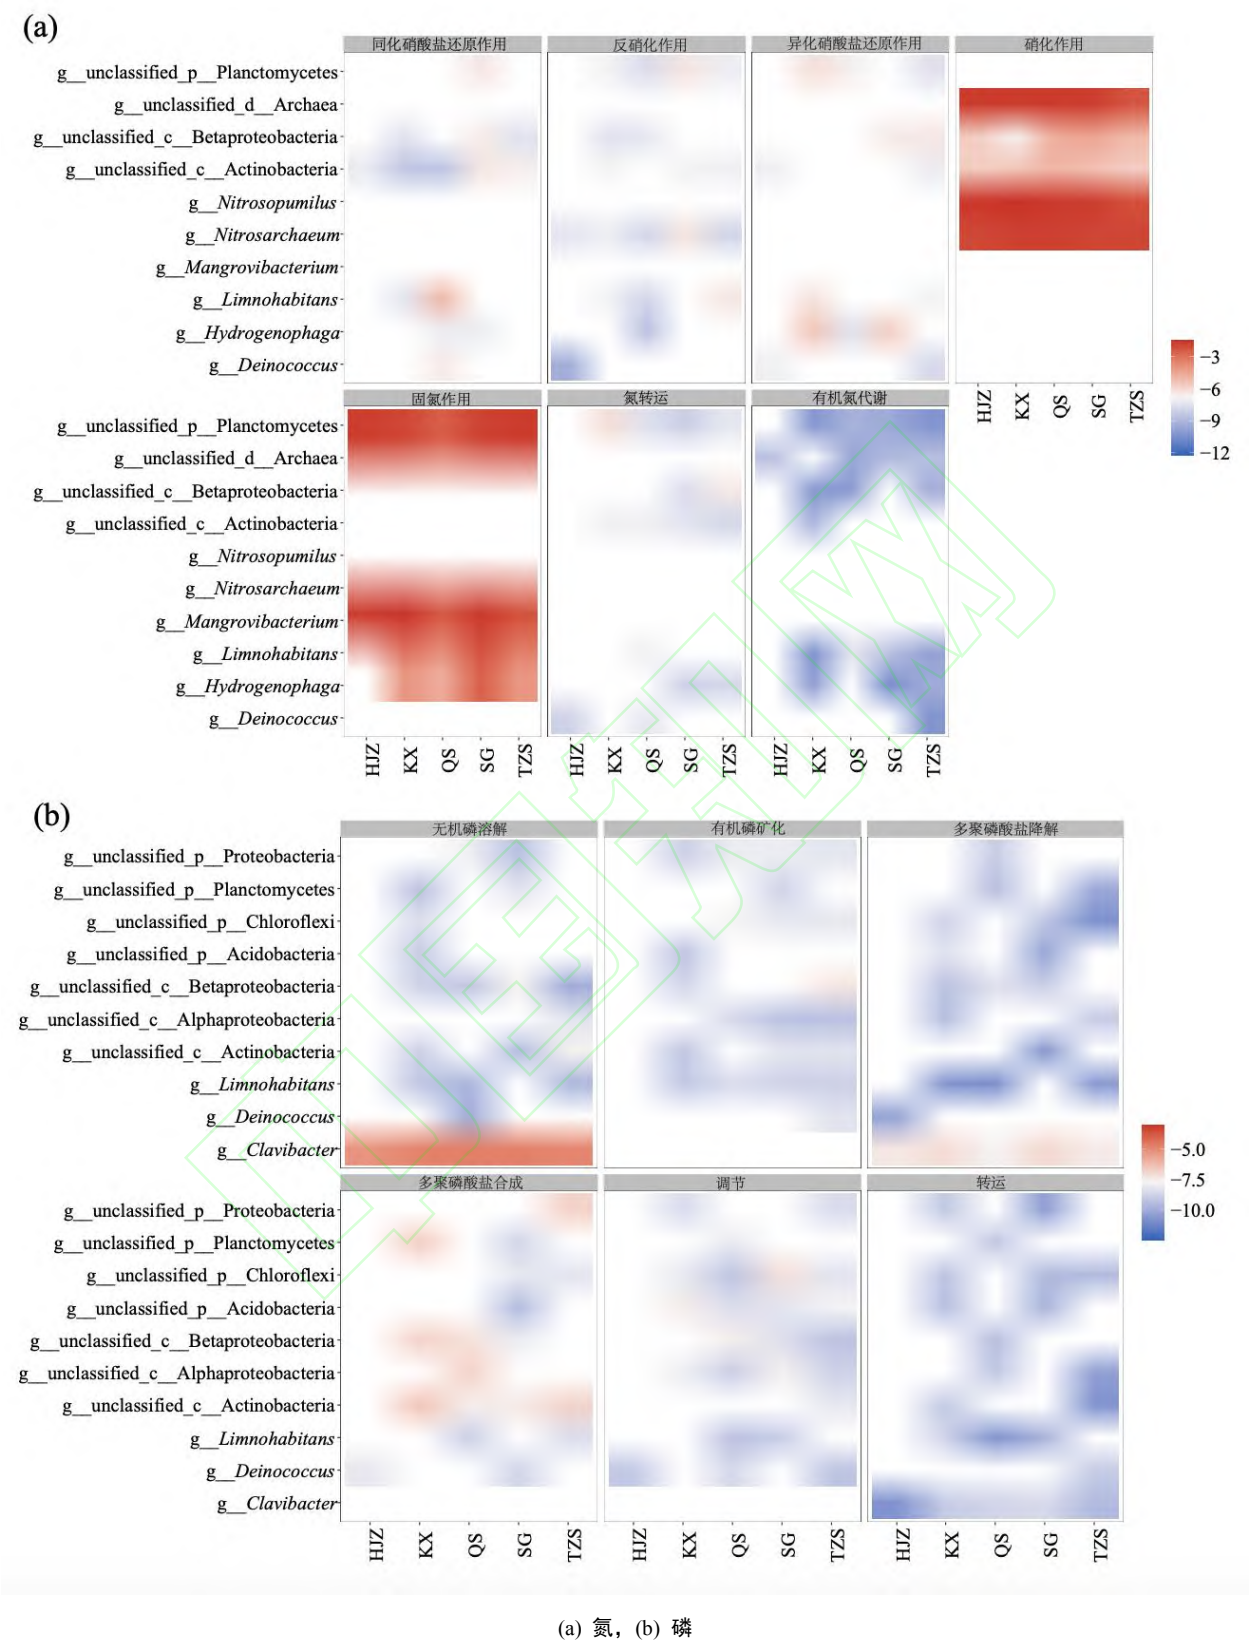 (a)
同化硝酸盐还原作用 反硝化作用 异化硝酸盐还原作用 硝化作用
g__unclassified_p__Planctomycetes
g__unclassified_d__Archaea
g__unclassified_c__Betaproteobacteria
g__unclassified_c__Actinobacteria
g__Nitrosopumilus
g__Nitrosarchaeum
g__Mangrovibacterium
g__Limnohabitans
g__Hydrogenophaga
g__Deinococcus
HJZ KX QS SG TZS
−3
−6
−9
−12
固氮作用 氮转运 有机氮代谢
g__unclassified_p__Planctomycetes
g__unclassified_d__Archaea
g__unclassified_c__Betaproteobacteria
g__unclassified_c__Actinobacteria
g__Nitrosopumilus
g__Nitrosarchaeum
g__Mangrovibacterium
g__Limnohabitans
g__Hydrogenophaga
g__Deinococcus
HJZ KX QS SG TZS HJZ KX QS SG TZS HJZ KX QS SG TZS
(b)
无机磷溶解 有机磷矿化 多聚磷酸盐降解
g__unclassified_p__Proteobacteria
g__unclassified_p__Planctomycetes
g__unclassified_p__Chloroflexi
g__unclassified_p__Acidobacteria
g__unclassified_c__Betaproteobacteria
g__unclassified_c__Alphaproteobacteria
g__unclassified_c__Actinobacteria
g__Limnohabitans
g__Deinococcus
g__Clavibacter
−5.0
−7.5
−10.0
多聚磷酸盐合成 调节 转运
g__unclassified_p__Proteobacteria
g__unclassified_p__Planctomycetes
g__unclassified_p__Chloroflexi
g__unclassified_p__Acidobacteria
g__unclassified_c__Betaproteobacteria
g__unclassified_c__Alphaproteobacteria
g__unclassified_c__Actinobacteria
g__Limnohabitans
g__Deinococcus
g__Clavibacter
HJZ KX QS SG TZS HJZ KX QS SG TZS HJZ KX QS SG TZS
(a) 氮，(b) 磷